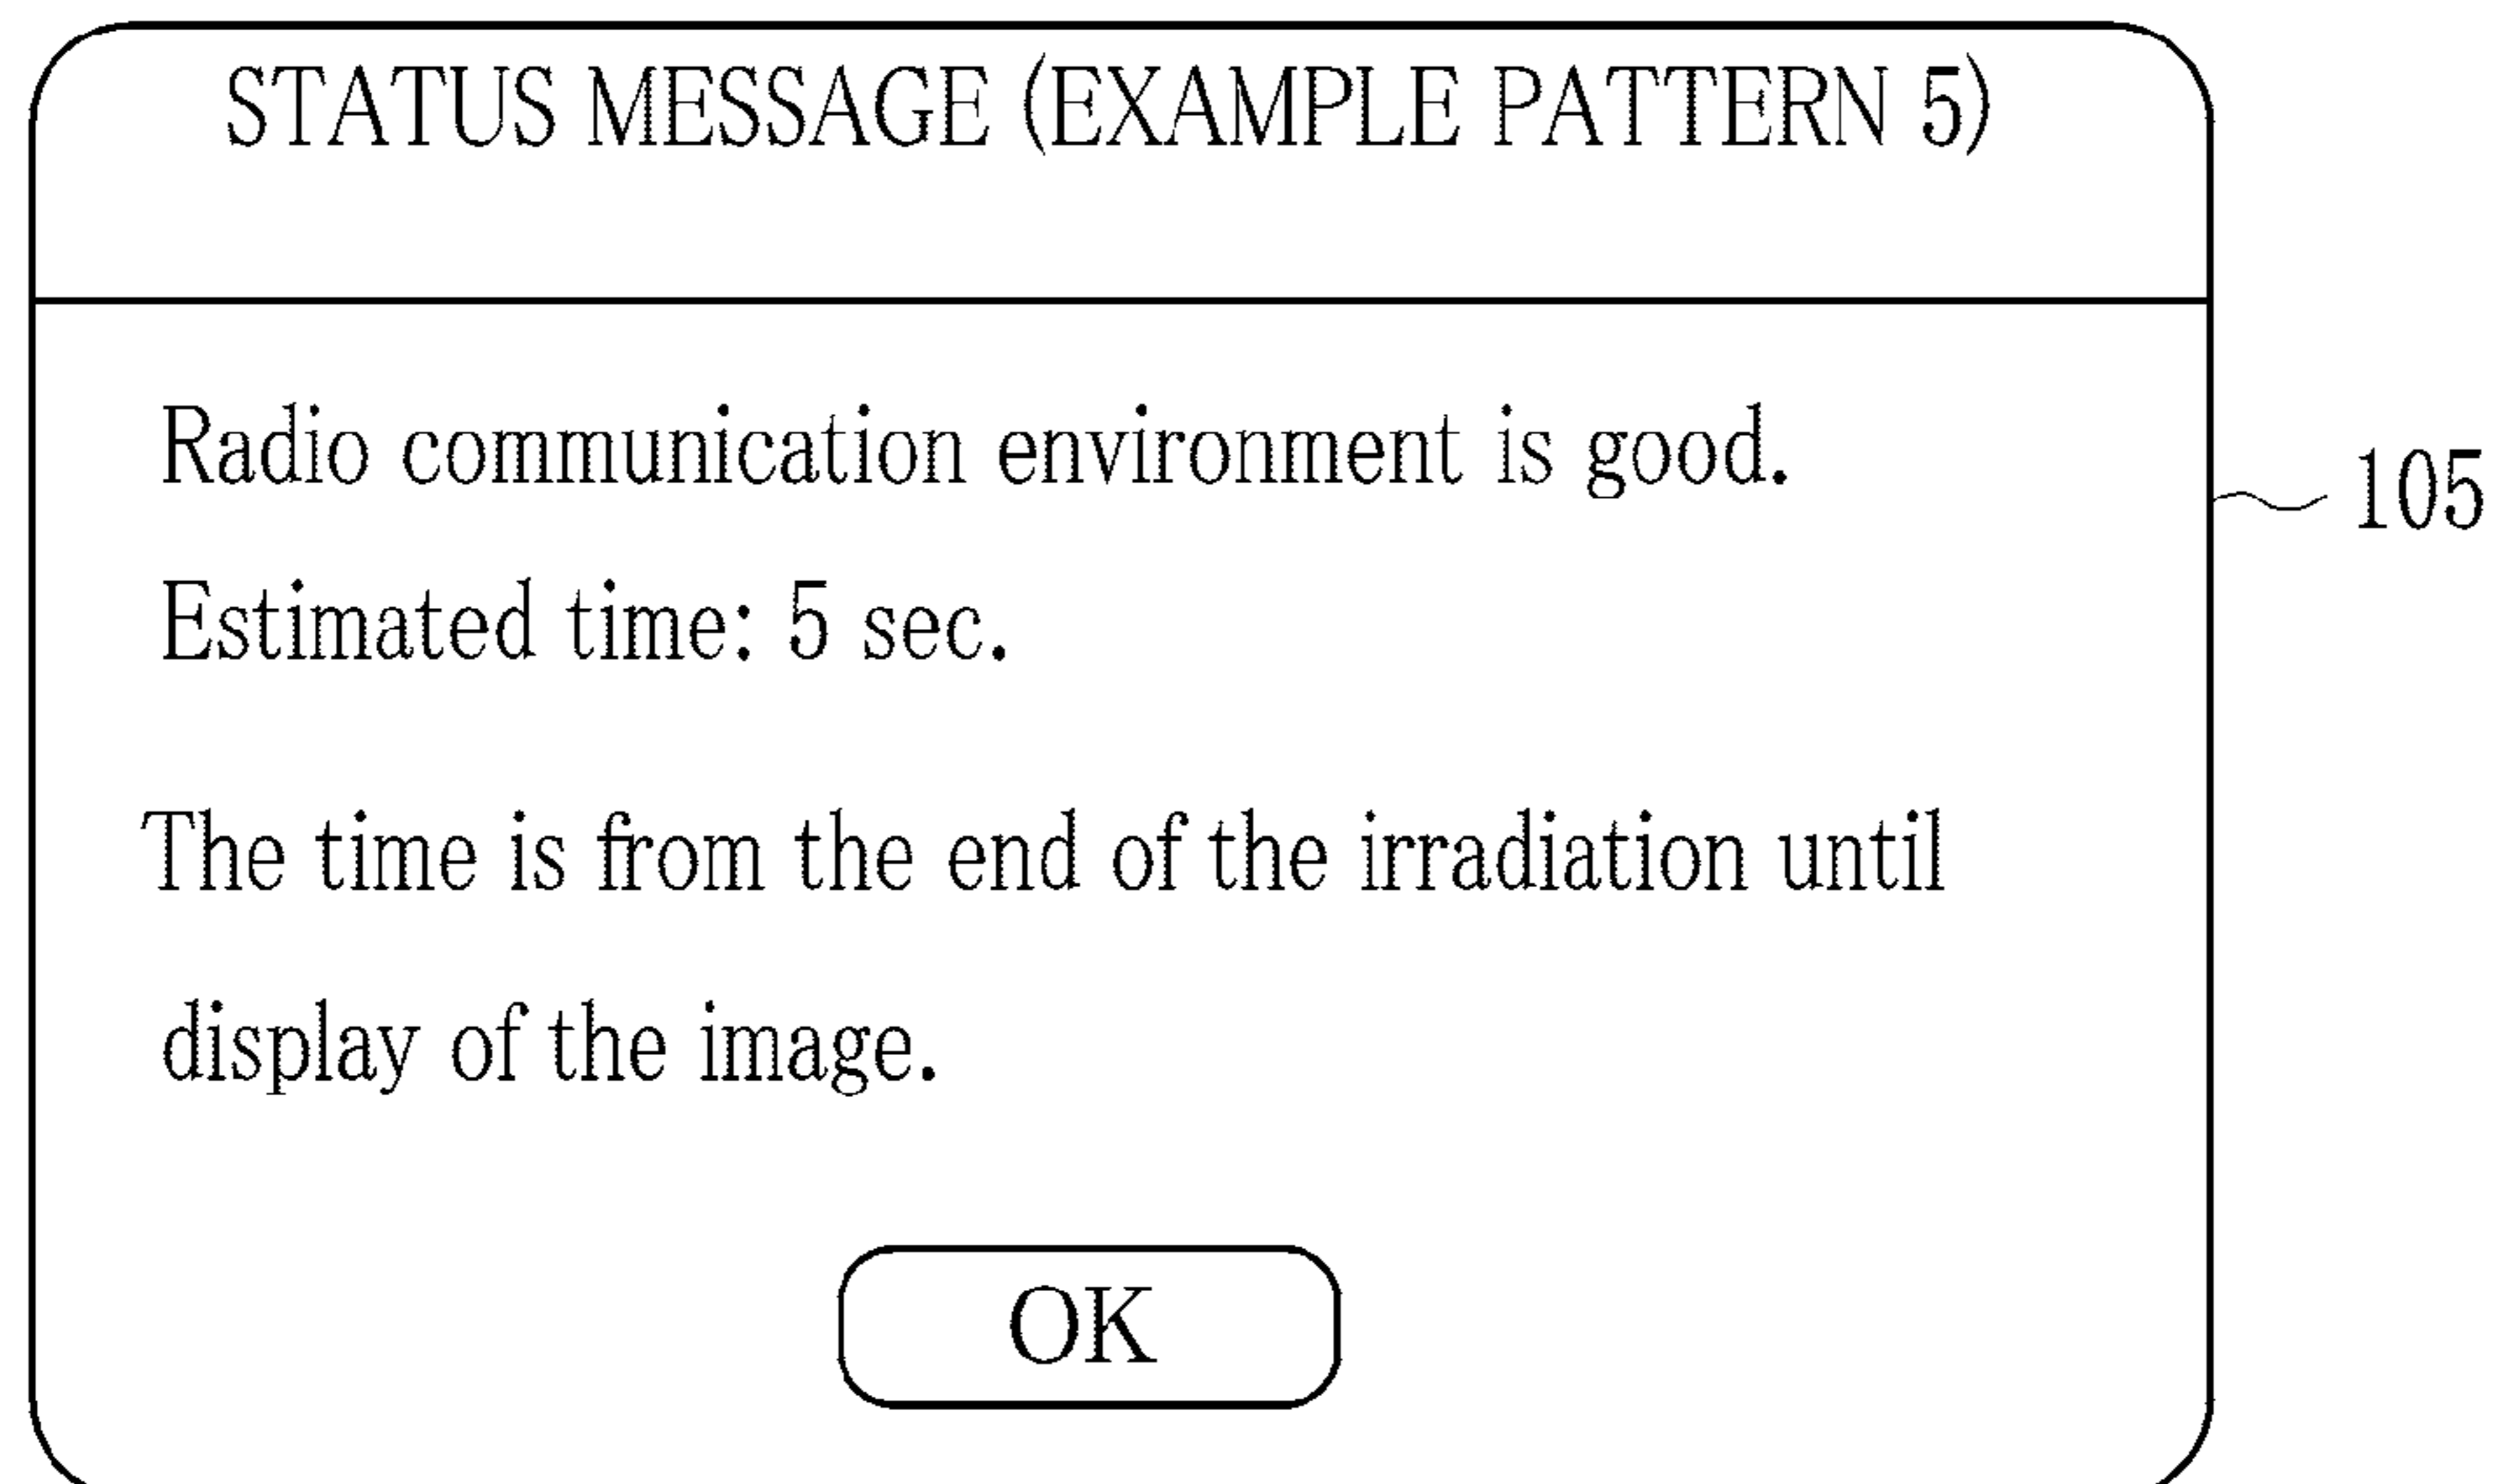 STATUS MESSAGE (EXAMPLE PATTERN 5)
Radio communication environment is good.
105
Estimated time: 5 sec.
The time is from the end of the irradiation until
display of the image.
OK